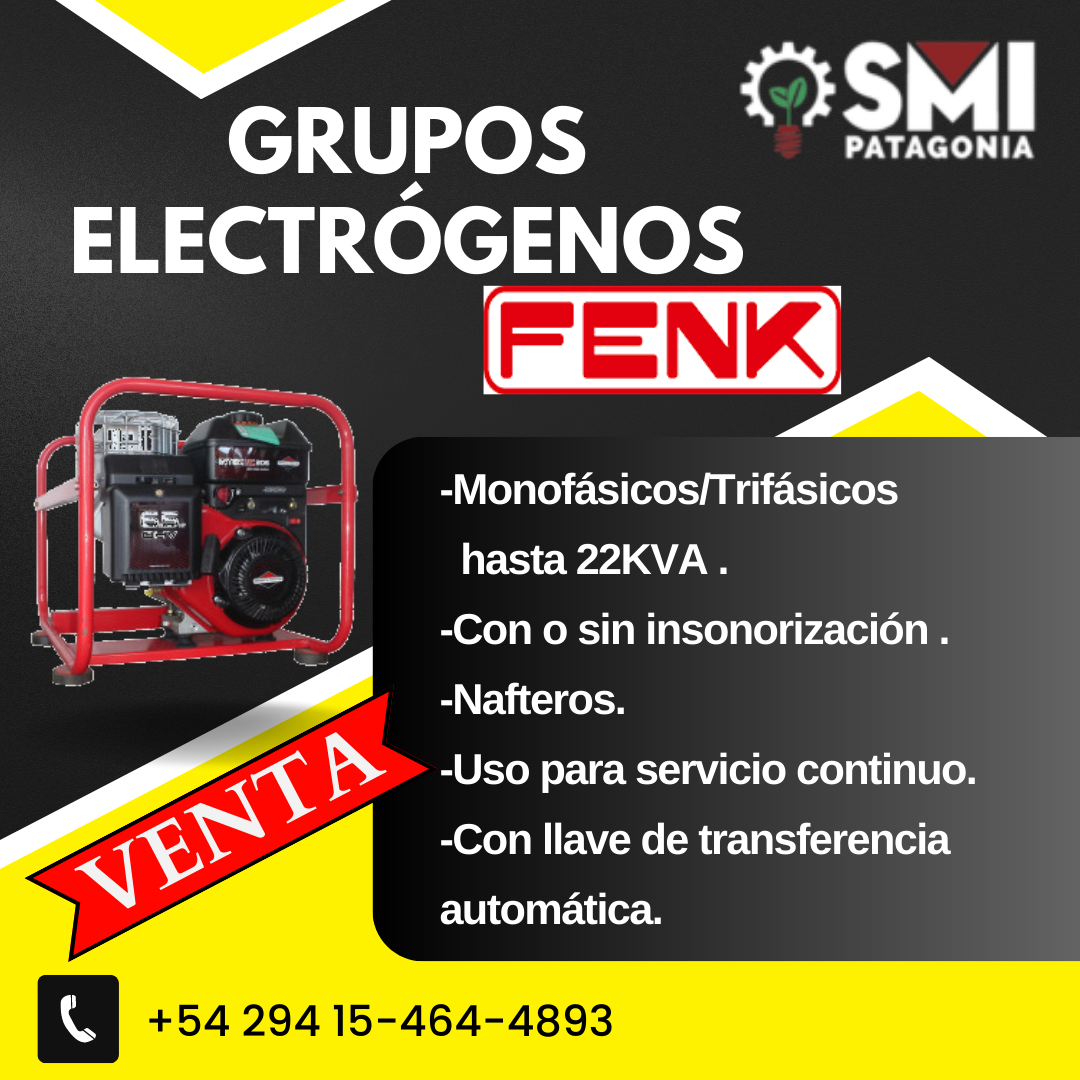 SMI
PATAGONIA
GRUPOS
ELECTRÓGENOS
FENK
-Monofásicos/Trifásicos
hasta 22KVA .
-Con o sin insonorización .
-Nafteros.
-Uso para servicio continuo.
-Con llave de transferencia
automática.
VENTA
+54 294 15-464-4893